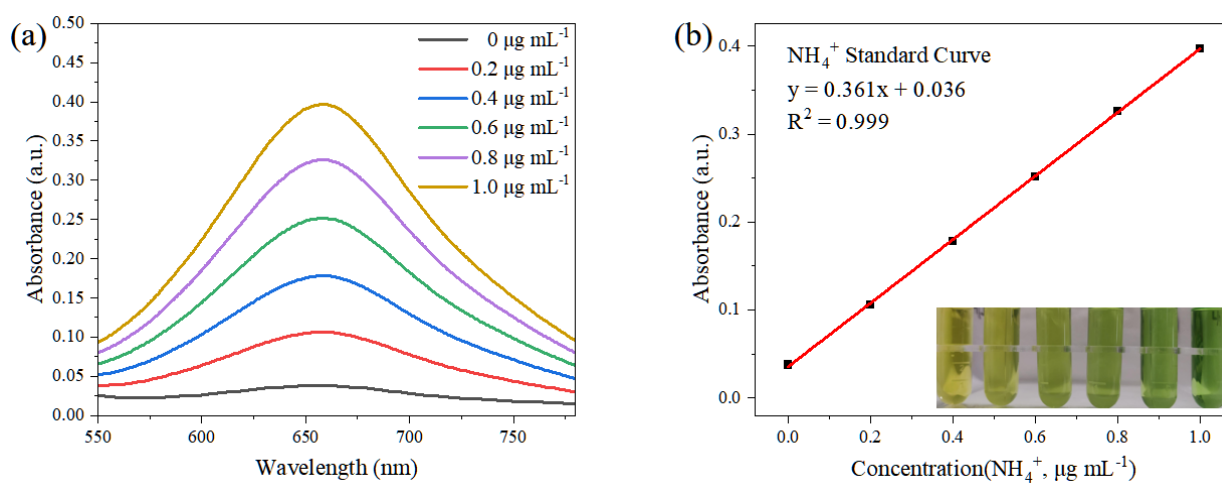 (a)
0.50
0.45
0.40
0.35
0.30
0.25
0.20
0.15
0.10
0.05
0.00
Absorbance (a.u.)
550
600
650
700
750
Wavelength (nm)
0 μg mL⁻¹
0.2 μg mL⁻¹
0.4 μg mL⁻¹
0.6 μg mL⁻¹
0.8 μg mL⁻¹
1.0 μg mL⁻¹
(b)
0.4
0.3
0.2
0.1
0.0
Absorbance (a.u.)
NH₄⁺ Standard Curve
y = 0.361x + 0.036
R² = 0.999
0.0
0.2
0.4
0.6
0.8
1.0
Concentration(NH₄⁺, μg mL⁻¹)